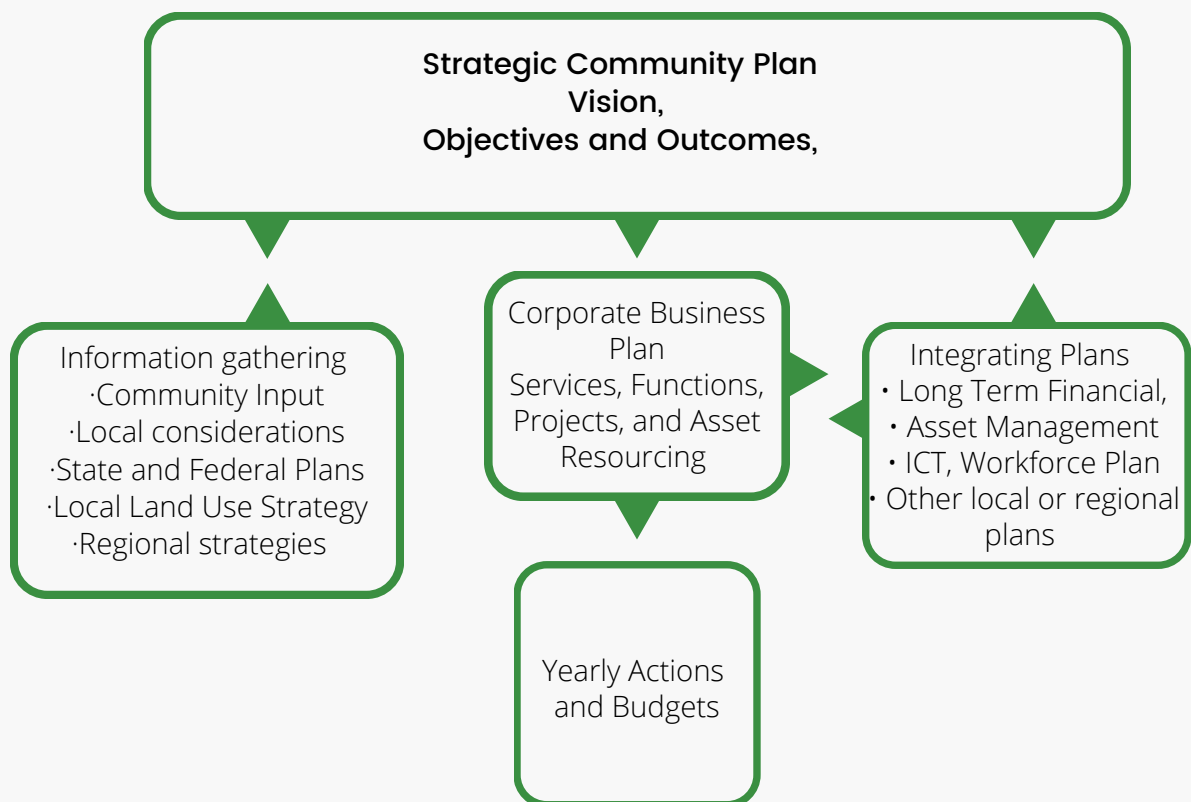 Strategic Community Plan
Vision,
Objectives and Outcomes,
Information gathering
·Community Input
·Local considerations
·State and Federal Plans
·Local Land Use Strategy
·Regional strategies
Corporate Business
Plan
Services, Functions,
Projects, and Asset
Resourcing
Integrating Plans
• Long Term Financial,
• Asset Management
• ICT, Workforce Plan
• Other local or regional
plans
Yearly Actions
and Budgets